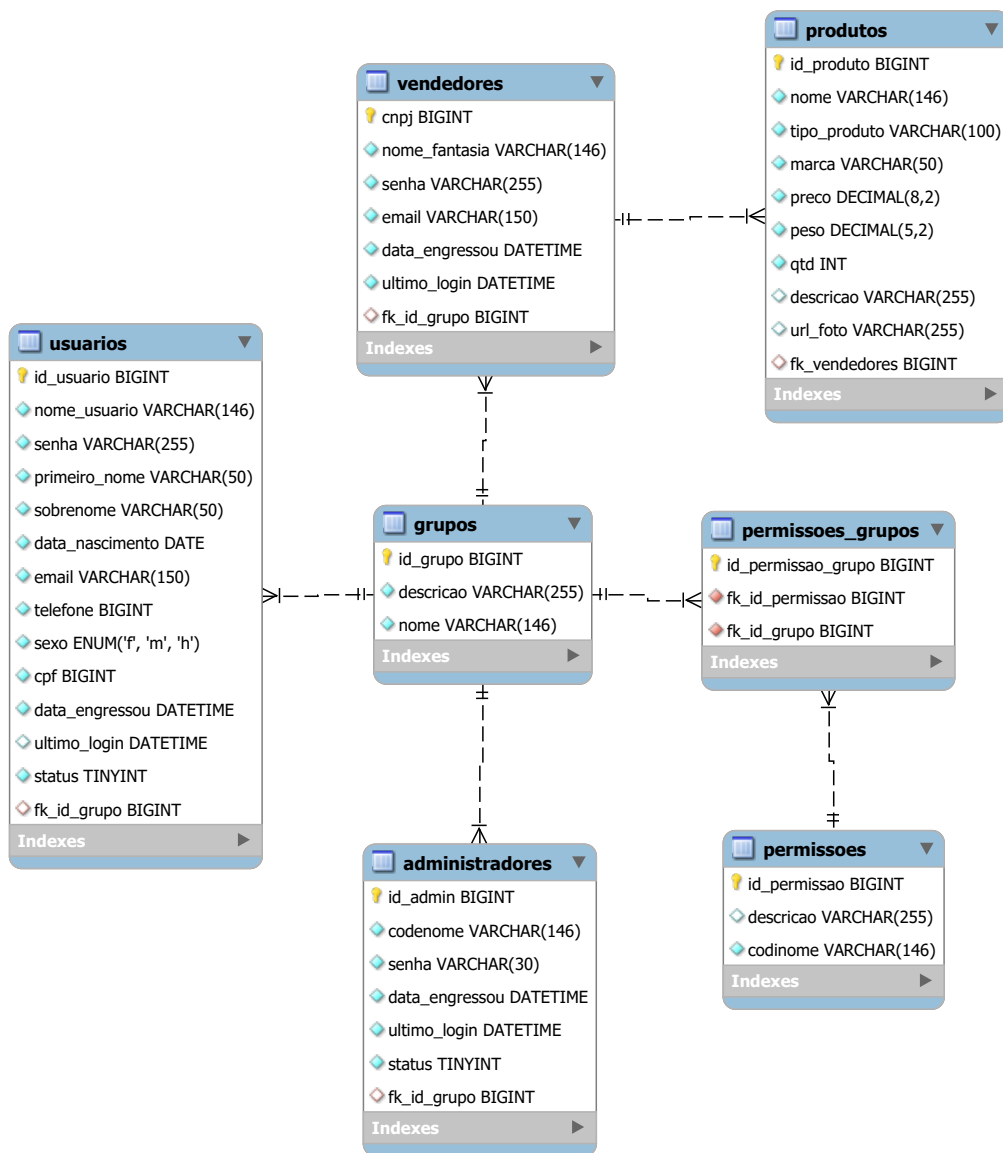 produtos
id_produto BIGINT
nome VARCHAR(146)
tipo_produto VARCHAR(100)
marca VARCHAR(50)
preco DECIMAL(8,2)
peso DECIMAL(5,2)
qtd INT
descricao VARCHAR(255)
url_foto VARCHAR(255)
fk_vendedores BIGINT
Indexes
vendedores
cnpj BIGINT
nome_fantasia VARCHAR(146)
senha VARCHAR(255)
email VARCHAR(150)
data_engressou DATETIME
ultimo_login DATETIME
fk_id_grupo BIGINT
Indexes
usuarios
id_usuario BIGINT
nome_usuario VARCHAR(146)
senha VARCHAR(255)
primeiro_nome VARCHAR(50)
sobrenome VARCHAR(50)
data_nascimento DATE
email VARCHAR(150)
telefone BIGINT
sexo ENUM('f', 'm', 'h')
cpf BIGINT
data_engressou DATETIME
ultimo_login DATETIME
status TINYINT
fk_id_grupo BIGINT
Indexes
grupos
id_grupo BIGINT
descricao VARCHAR(255)
nome VARCHAR(146)
Indexes
permissoes_grupos
id_permissao_grupo BIGINT
fk_id_permissao BIGINT
fk_id_grupo BIGINT
Indexes
administradores
id_admin BIGINT
codenome VARCHAR(146)
senha VARCHAR(30)
data_engressou DATETIME
ultimo_login DATETIME
status TINYINT
fk_id_grupo BIGINT
Indexes
permissoes
id_permissao BIGINT
descricao VARCHAR(255)
codinome VARCHAR(146)
Indexes